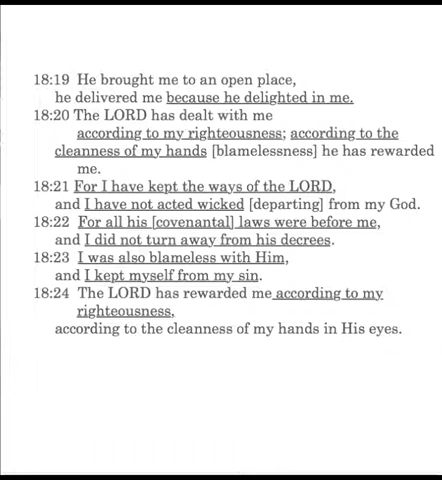 18:19 He brought me to an open place,
he delivered me because he delighted in me.
18:20 The LORD has dealt with me
according to my righteousness; according to the
cleanness of my hands [blamelessness] he has rewarded
me.
18:21 For I have kept the ways of the LORD,
and I have not acted wicked [departing] from my God.
18:22 For all his [covenantal] laws were before me,
and I did not turn away from his decrees.
18:23 I was also blameless with Him,
and I kept myself from my sin.
18:24 The LORD has rewarded me according to my
righteousness,
according to the cleanness of my hands in His eyes.